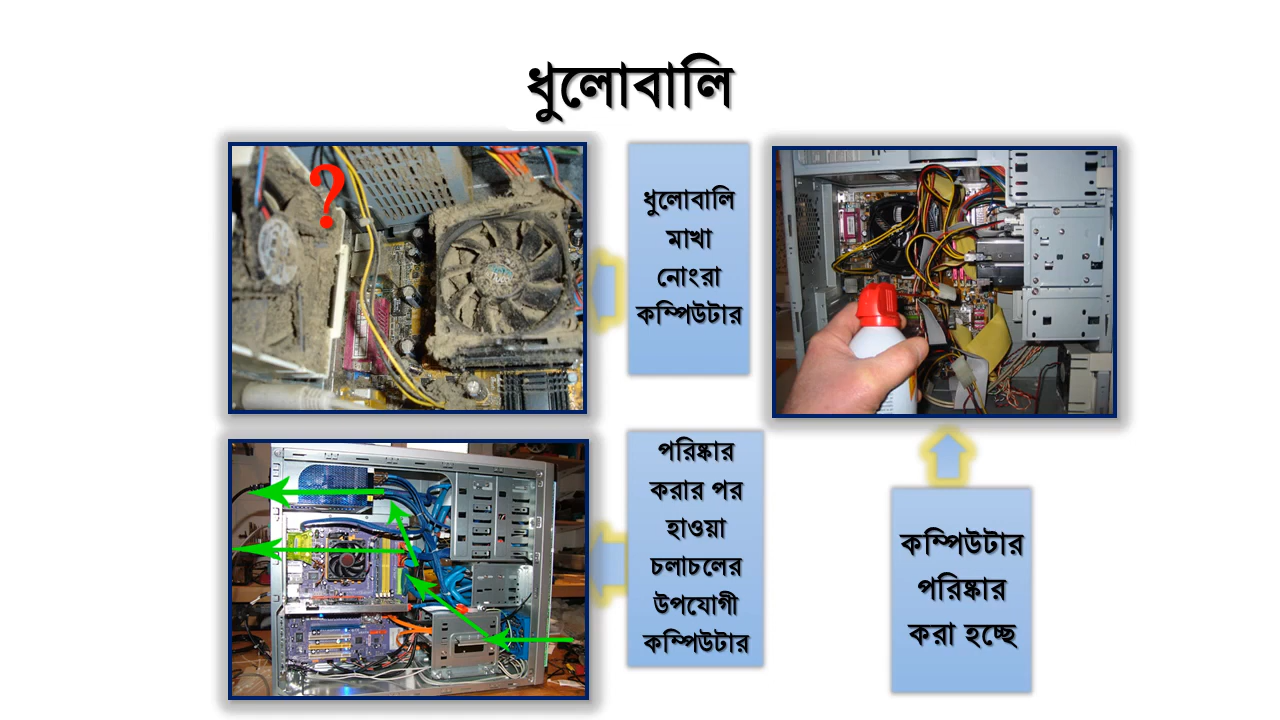 ধুলোবালি
?
ধুলোবালি
মাখা
নোংরা
কম্পিউটার
পরিষ্কার
করার পর
হাওয়া
চলাচলের
উপযোগী
কম্পিউটার
কম্পিউটার
পরিষ্কার
করা হচ্ছে